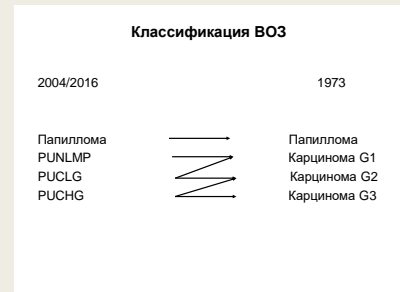 Классификация ВОЗ
2004/2016 1973
Папиллома Папиллома
PUNLMP Карцинома G1
PUCLG Карцинома G2
PUCHG Карцинома G3